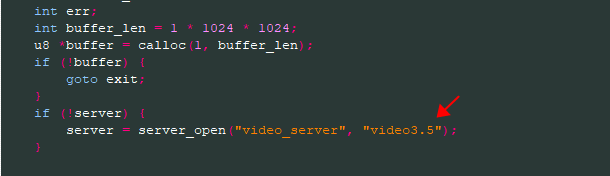 int err;
int buffer_len = 1 * 1024 * 1024;
u8 *buffer = calloc(1, buffer_len);
if (!buffer) {
goto exit;
}
if (!server) {
server = server_open("video_server", "video3.5");
}